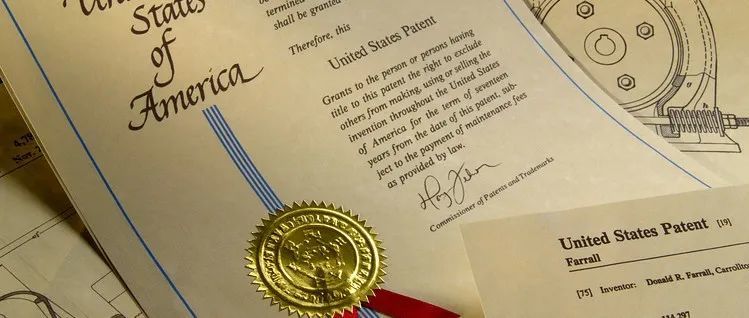 United
States
of
America
shall be granted
Therefore, this
United States Patent
Grants to the person or persons having
title to this patent the right to exclude
others from making, using or selling the
invention throughout the United States
of America for the term of seventeen
years from the date of this patent, sub-
ject to the payment of maintenance fees
as provided by law.
Commissioner of Patents and Trademarks
Nov.
United States Patent [19]
Farrall
[75] Inventor: Donald R. Farrall, Carrollto